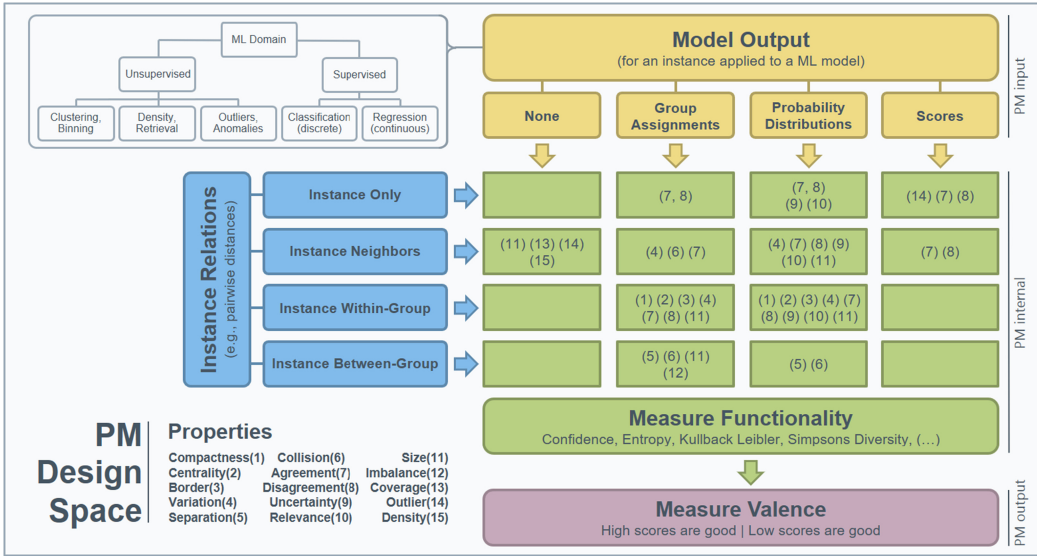 ML Domain
Unsupervised
Supervised
Clustering,
Binning
Density,
Retrieval
Outliers,
Anomalies
Classification
(discrete)
Regression
(continuous)
Model Output
(for an instance applied to a ML model)
None
Group
Assignments
Probability
Distributions
Scores
PM input
Instance Relations
(e.g., pairwise distances)
Instance Only
(7, 8)
(7, 8)
(9) (10)
(14) (7) (8)
Instance Neighbors
(11) (13) (14)
(15)
(4) (6) (7)
(4) (7) (8) (9)
(10) (11)
(7) (8)
Instance Within-Group
(1) (2) (3) (4)
(7) (8) (11)
(1) (2) (3) (4) (7)
(8) (9) (10) (11)
Instance Between-Group
(5) (6) (11)
(12)
(5) (6)
PM internal
Measure Functionality
Confidence, Entropy, Kullback Leibler, Simpsons Diversity, (...)
Measure Valence
High scores are good | Low scores are good
PM output
PM
Design
Space
Properties
Compactness(1) Collision(6) Size(11)
Centrality(2) Agreement(7) Imbalance(12)
Border(3) Disagreement(8) Coverage(13)
Variation(4) Uncertainty(9) Outlier(14)
Separation(5) Relevance(10) Density(15)